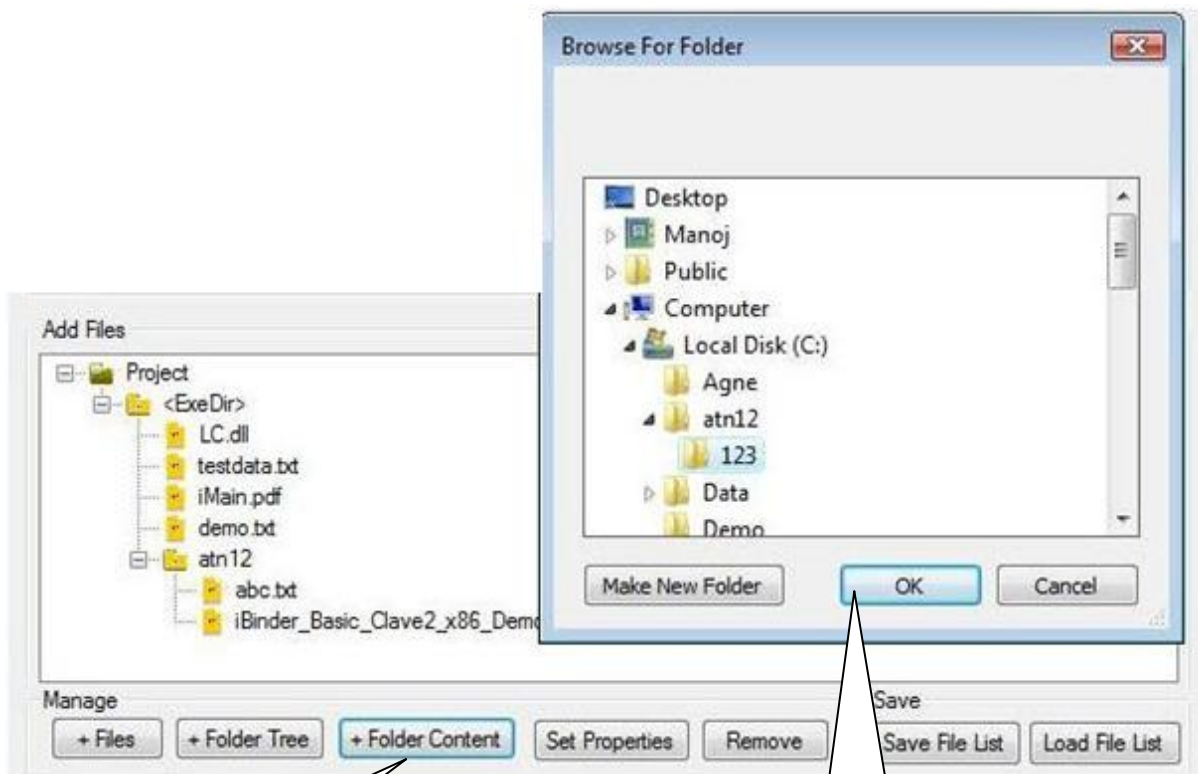 Browse For Folder
Desktop
Manoj
Public
Computer
Local Disk (C:)
Agne
atn12
123
Data
Demo
Make New Folder
OK
Cancel
Add Files
Project
<ExeDir>
LC.dll
testdata.txt
iMain.pdf
demo.txt
atn12
abc.txt
iBinder_Basic_Clave2_x86_Demo
Manage
Save
+ Files
+ Folder Tree
+ Folder Content
Set Properties
Remove
Save File List
Load File List